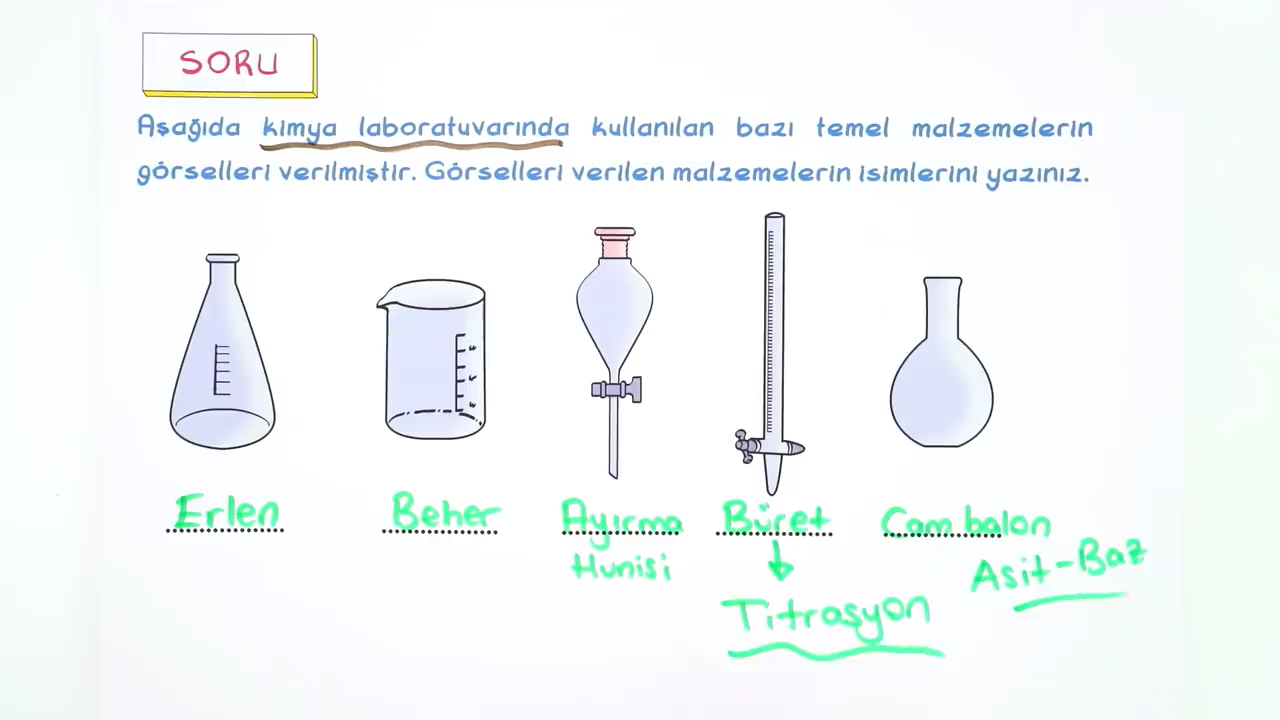 SORU
Aşağıda kimya laboratuvarında kullanılan bazı temel malzemelerin
görselleri verilmiştir. Görselleri verilen malzemelerin isimlerini yazınız.
Erlen
Beher
Ayırma
Hunisi
Büret
Titrasyon
Cam balon
Asit-Baz